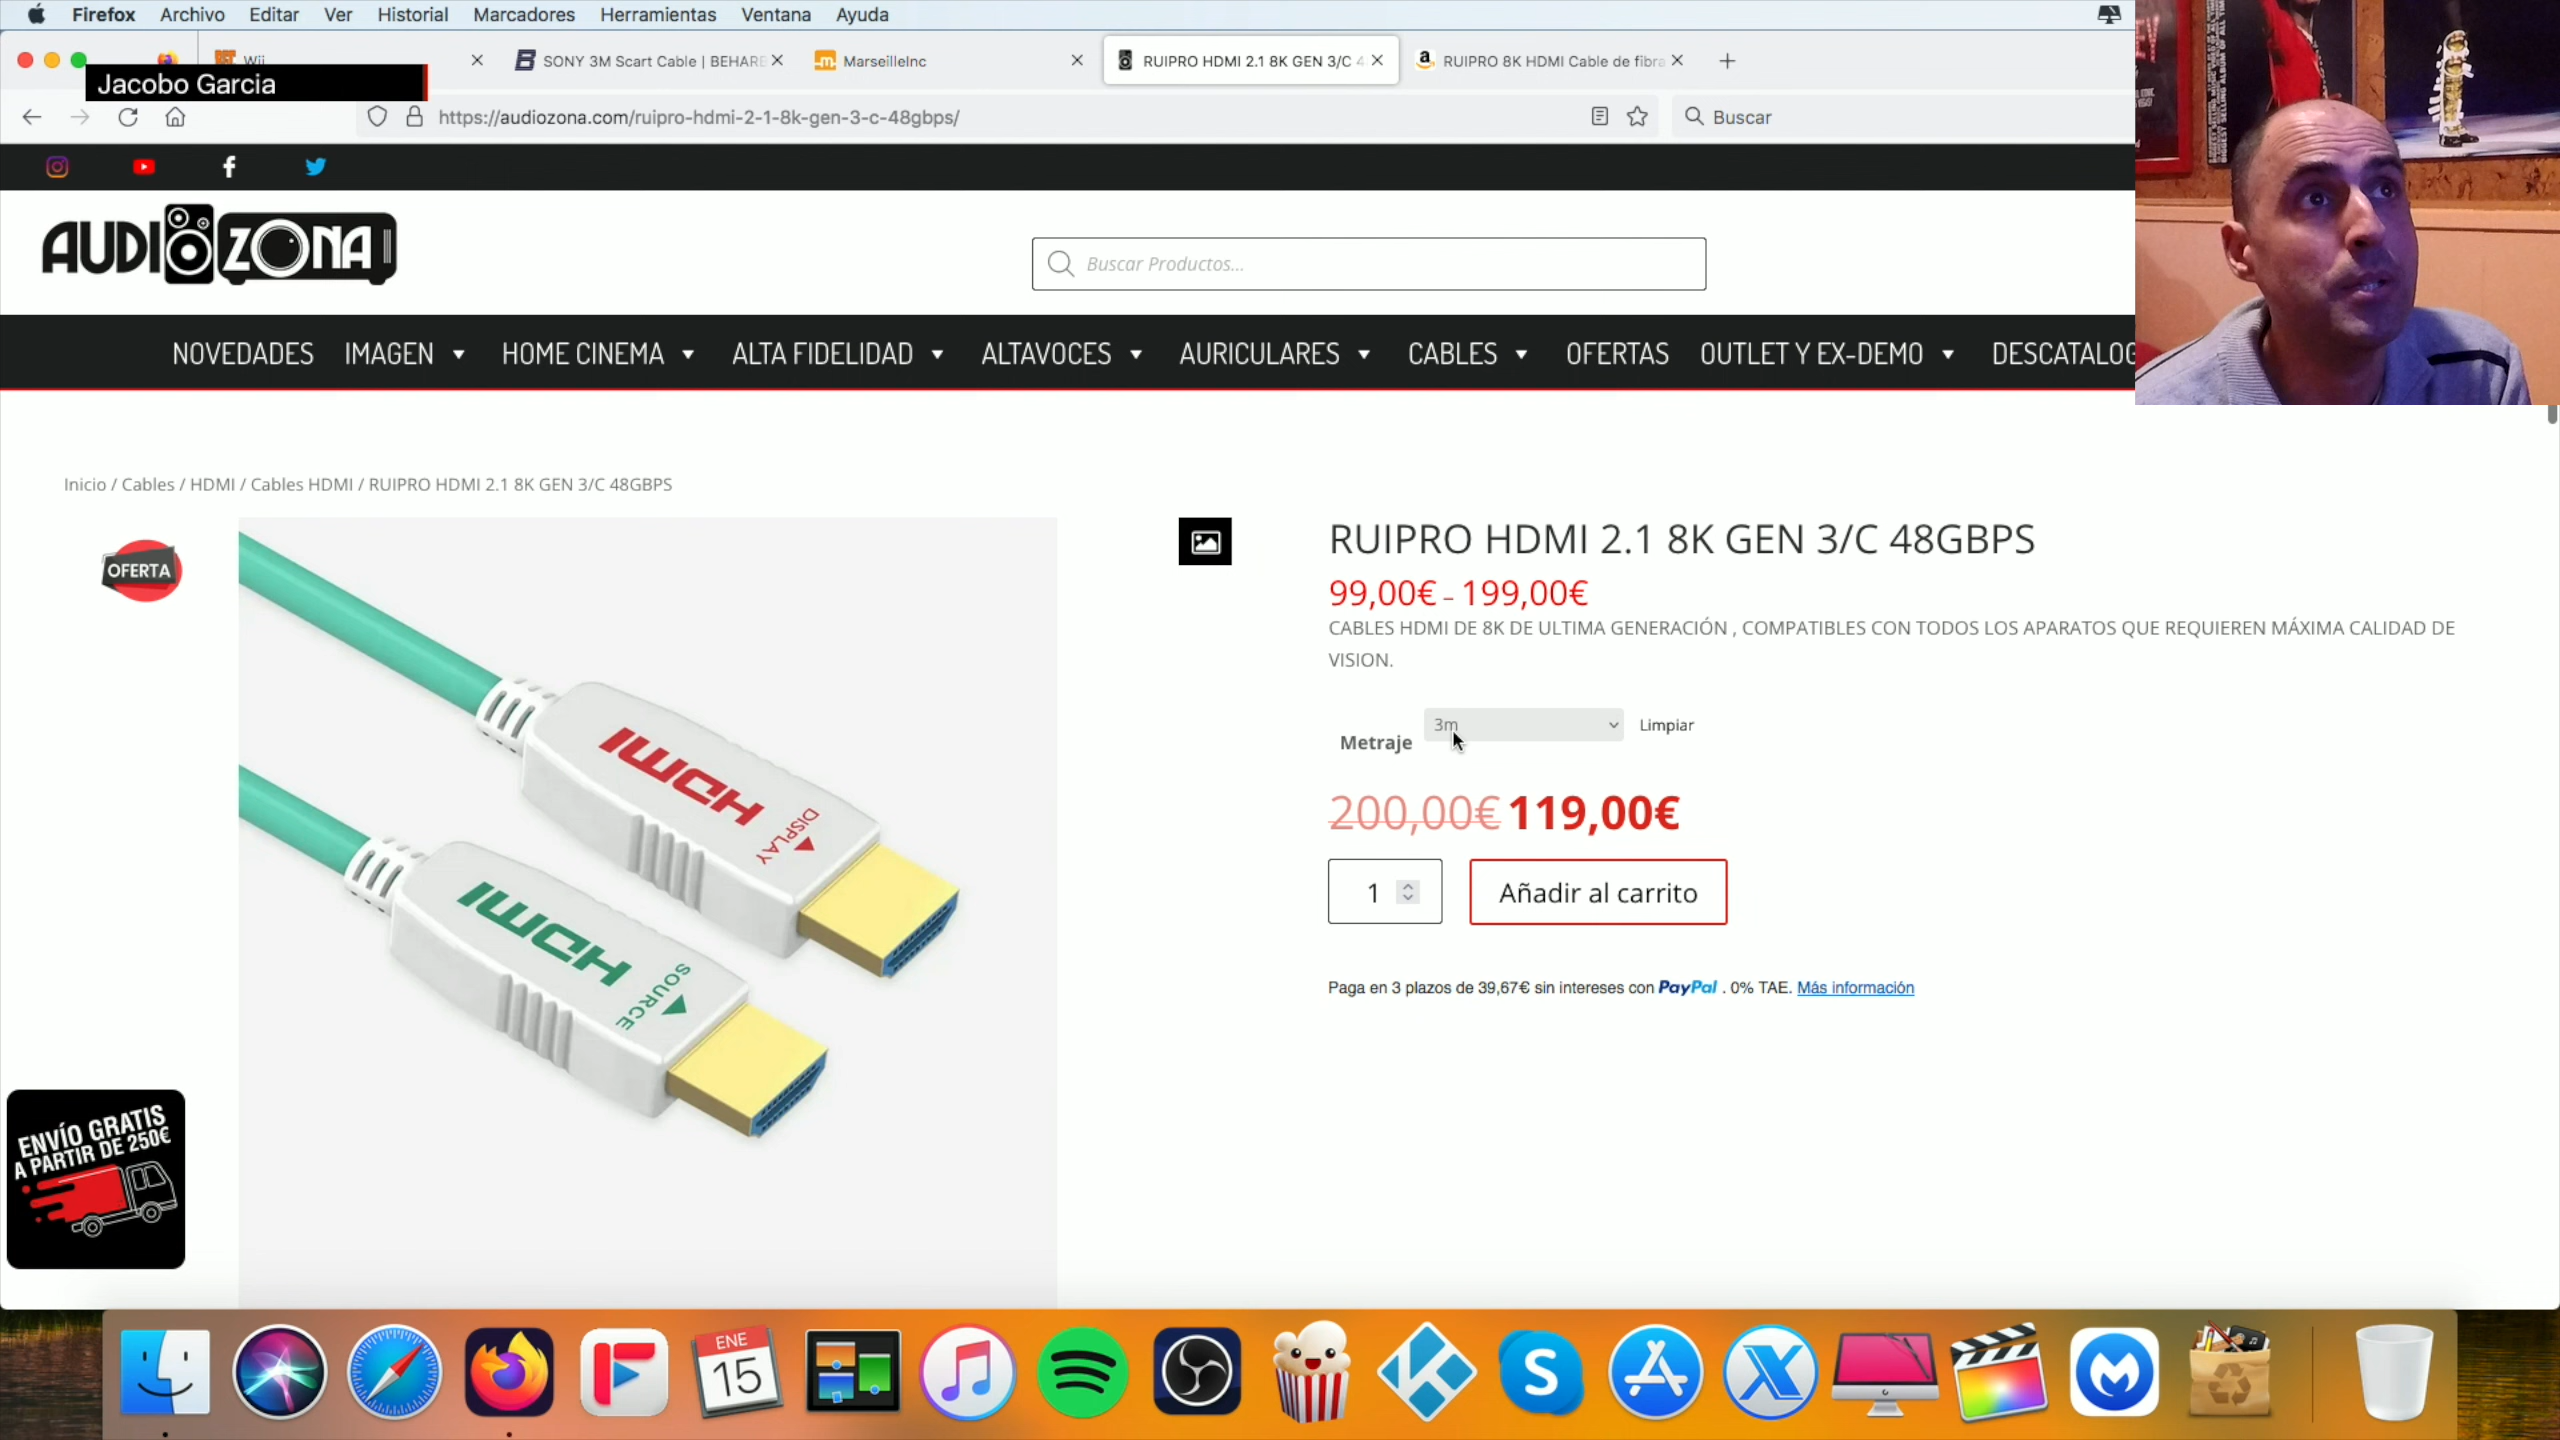 Firefox Archivo Editar Ver Historial Marcadores Herramientas Ventana Ayuda
Wii
SONY 3M Scart Cable | BEHARB
MarseilleInc
RUIPRO HDMI 2.1 8K GEN 3/C 4
RUIPRO 8K HDMI Cable de fibra
Jacobo Garcia
https://audiozona.com/ruipro-hdmi-2-1-8k-gen-3-c-48gbps/
Buscar
AUDIOZONA
Buscar Productos...
NOVEDADES IMAGEN HOME CINEMA ALTA FIDELIDAD ALTAVOCES AURICULARES CABLES OFERTAS OUTLET Y EX-DEMO DESCATALOG
Inicio / Cables / HDMI / Cables HDMI / RUIPRO HDMI 2.1 8K GEN 3/C 48GBPS
OFERTA
HDMI
DISPLAY
HDMI
SOURCE
RUIPRO HDMI 2.1 8K GEN 3/C 48GBPS
99,00€ – 199,00€
CABLES HDMI DE 8K DE ULTIMA GENERACIÓN , COMPATIBLES CON TODOS LOS APARATOS QUE REQUIEREN MÁXIMA CALIDAD DE
VISION.
Metraje 3m Limpiar
200,00€ 119,00€
1 Añadir al carrito
Paga en 3 plazos de 39,67€ sin intereses con PayPal . 0% TAE. Más información
ENVÍO GRATIS
A PARTIR DE 250€
ENE
15